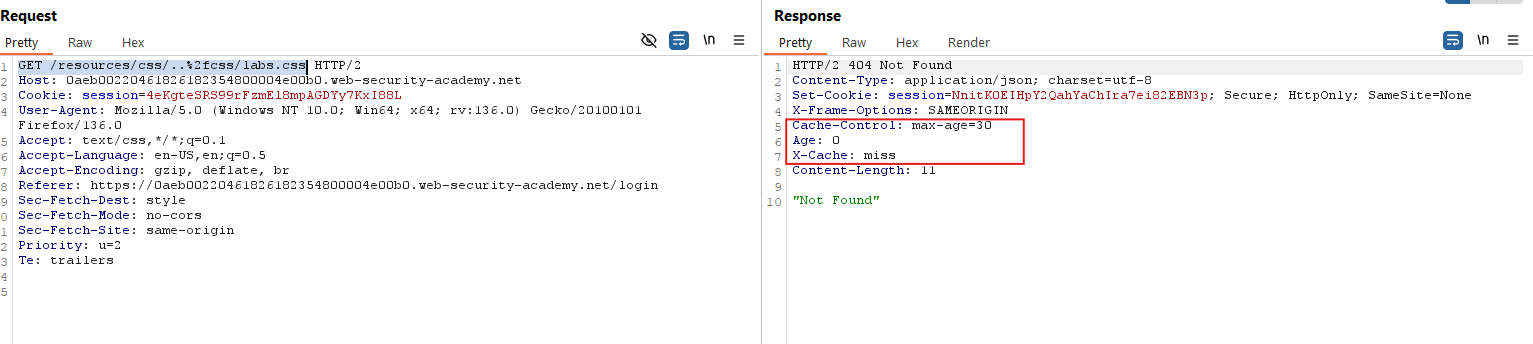 Request
Pretty Raw Hex
\n
1 GET /resources/css/..%2fcss/labs.css HTTP/2
2 Host: 0aeb00220461826182354800004e00b0.web-security-academy.net
3 Cookie: session=4eKgteSRS99rFzmEl8mpAGDYy7KxI88L
4 User-Agent: Mozilla/5.0 (Windows NT 10.0; Win64; x64; rv:136.0) Gecko/20100101
Firefox/136.0
5 Accept: text/css,*/*;q=0.1
6 Accept-Language: en-US,en;q=0.5
7 Accept-Encoding: gzip, deflate, br
8 Referer: https://0aeb00220461826182354800004e00b0.web-security-academy.net/login
9 Sec-Fetch-Dest: style
0 Sec-Fetch-Mode: no-cors
1 Sec-Fetch-Site: same-origin
2 Priority: u=2
3 Te: trailers
4
5
Response
Pretty Raw Hex Render
\n
1 HTTP/2 404 Not Found
2 Content-Type: application/json; charset=utf-8
3 Set-Cookie: session=NnitK0EIHpY2QahYaChIra7ei82EBN3p; Secure; HttpOnly; SameSite=None
4 X-Frame-Options: SAMEORIGIN
5 Cache-Control: max-age=30
6 Age: 0
7 X-Cache: miss
8 Content-Length: 11
9
10 "Not Found"